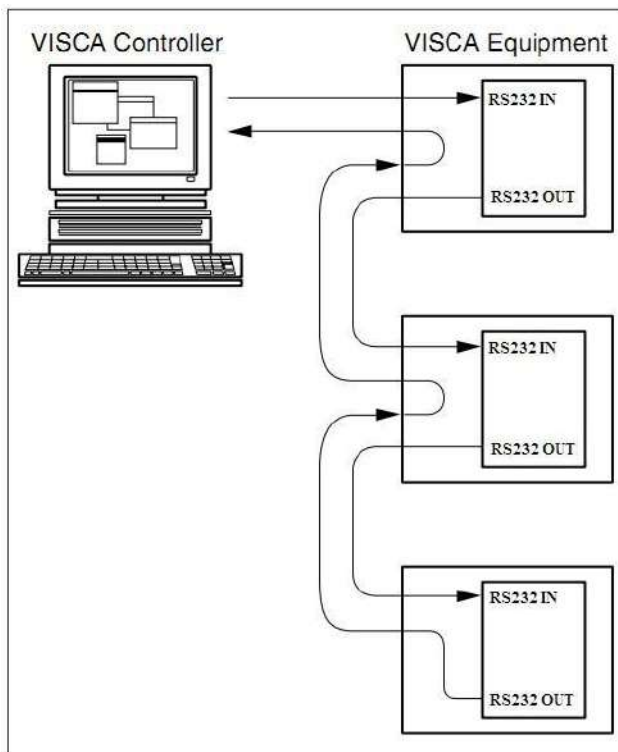 VISCA Controller
VISCA Equipment
RS232 IN
RS232 OUT
RS232 IN
RS232 OUT
RS232 IN
RS232 OUT